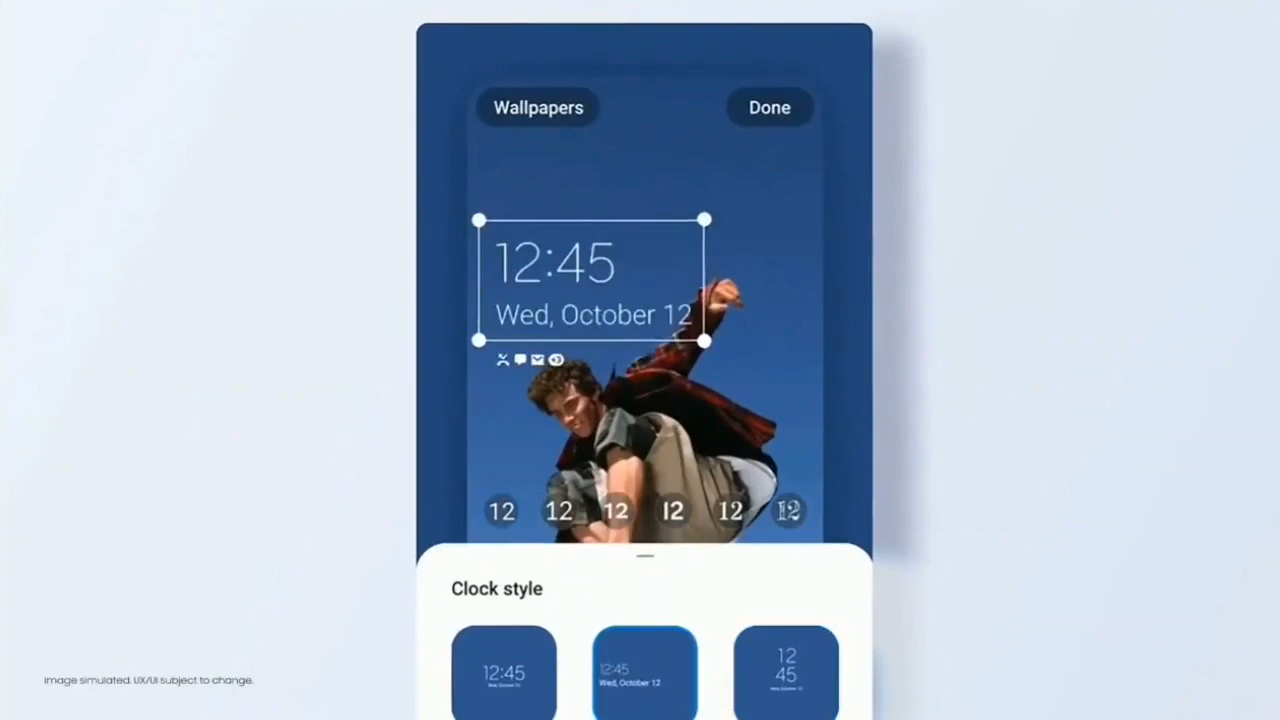 Wallpapers Done
12:45
Wed, October 12
+3
12 12 12 12 12 12
Clock style
12:45 12:45 12
Wed, October 12 45
Image simulated. UX/UI subject to change.